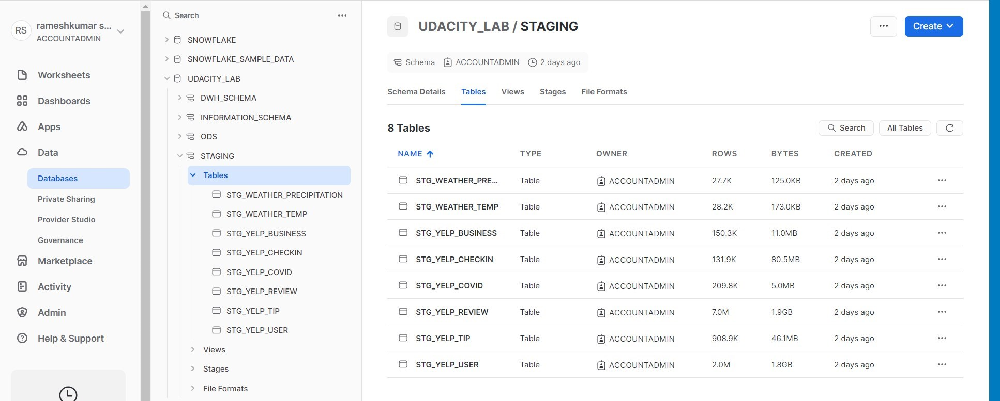 RS
rameshkumar s...
ACCOUNTADMIN
Worksheets
Dashboards
Apps
Data
Databases
Private Sharing
Provider Studio
Governance
Marketplace
Activity
Admin
Help & Support
Search
SNOWFLAKE
SNOWFLAKE_SAMPLE_DATA
UDACITY_LAB
DWH_SCHEMA
INFORMATION_SCHEMA
ODS
STAGING
Tables
STG_WEATHER_PRECIPITATION
STG_WEATHER_TEMP
STG_YELP_BUSINESS
STG_YELP_CHECKIN
STG_YELP_COVID
STG_YELP_REVIEW
STG_YELP_TIP
STG_YELP_USER
Views
Stages
File Formats
UDACITY_LAB / STAGING
Create
Schema ACCOUNTADMIN 2 days ago
Schema Details Tables Views Stages File Formats
8 Tables
Search All Tables
NAME TYPE OWNER ROWS BYTES CREATED
STG_WEATHER_PRE... Table ACCOUNTADMIN 27.7K 125.0KB 2 days ago
STG_WEATHER_TEMP Table ACCOUNTADMIN 28.2K 173.0KB 2 days ago
STG_YELP_BUSINESS Table ACCOUNTADMIN 150.3K 11.0MB 2 days ago
STG_YELP_CHECKIN Table ACCOUNTADMIN 131.9K 80.5MB 2 days ago
STG_YELP_COVID Table ACCOUNTADMIN 209.8K 5.0MB 2 days ago
STG_YELP_REVIEW Table ACCOUNTADMIN 7.0M 1.9GB 2 days ago
STG_YELP_TIP Table ACCOUNTADMIN 908.9K 46.1MB 2 days ago
STG_YELP_USER Table ACCOUNTADMIN 2.0M 1.8GB 2 days ago